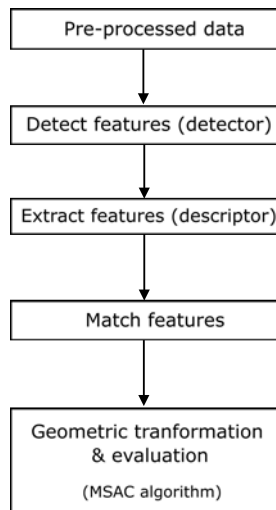 Pre-processed data
Detect features (detector)
Extract features (descriptor)
Match features
Geometric tranformation
& evaluation
(MSAC algorithm)